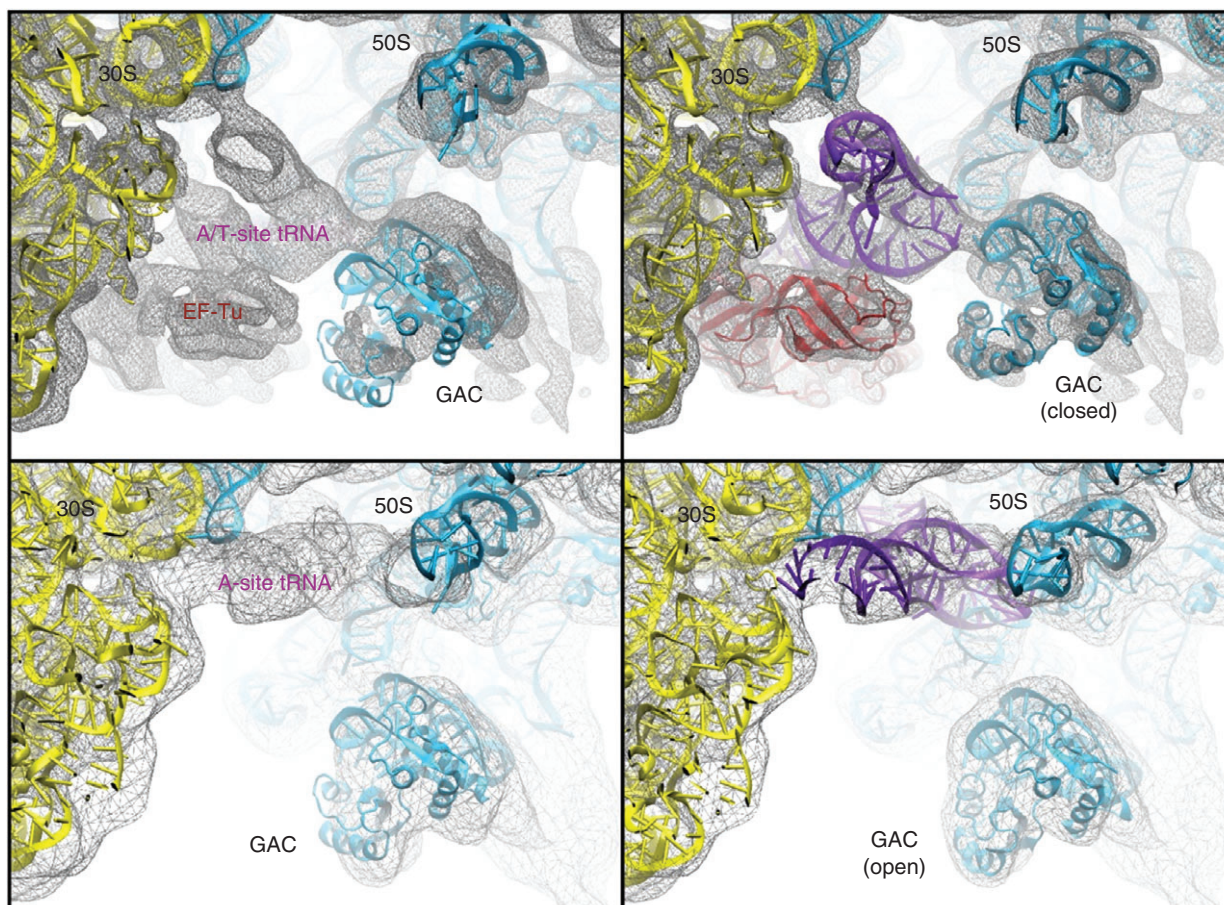 50S
30S
A/T-site tRNA
EF-Tu
GAC
50S
30S
GAC
(closed)
30S
50S
A-site tRNA
GAC
30S
50S
GAC
(open)